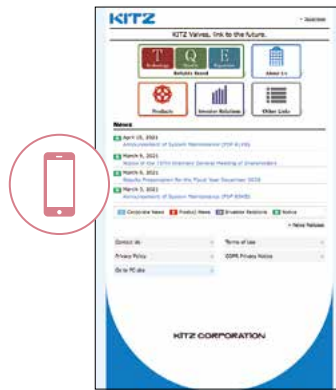 KITZ
> Japanese
KITZ Valves, link to the future.
T Q E
Technology Quality Experience
Reliable Brand
About Us
Products
Investor Relations
Other Links
News
April 15, 2021
Announcement of System Maintenance
March 9, 2021
Notice of the 107th Ordinary General Meeting of Shareholders
March 5, 2021
Results Presentation for the Fiscal Year December 2020
March 3, 2021
Announcement of System Maintenance
Corporate News Product News Investor Relations Notice
> News Releases
Contact Us
Terms of Use
Privacy Policy
GDPR Privacy Notice
Go to PC site
KITZ CORPORATION